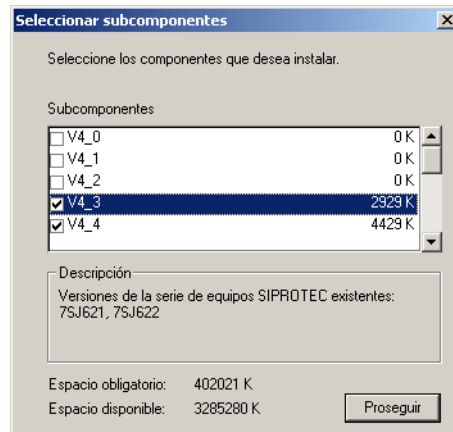 Seleccionar subcomponentes
Seleccione los componentes que desea instalar.
Subcomponentes
V4_0 0 K
V4_1 0 K
V4_2 0 K
V4_3 2929 K
V4_4 4429 K
Descripción
Versiones de la serie de equipos SIPROTEC existentes:
7SJ621, 7SJ622
Espacio obligatorio: 402021 K
Espacio disponible: 3285280 K
Proseguir